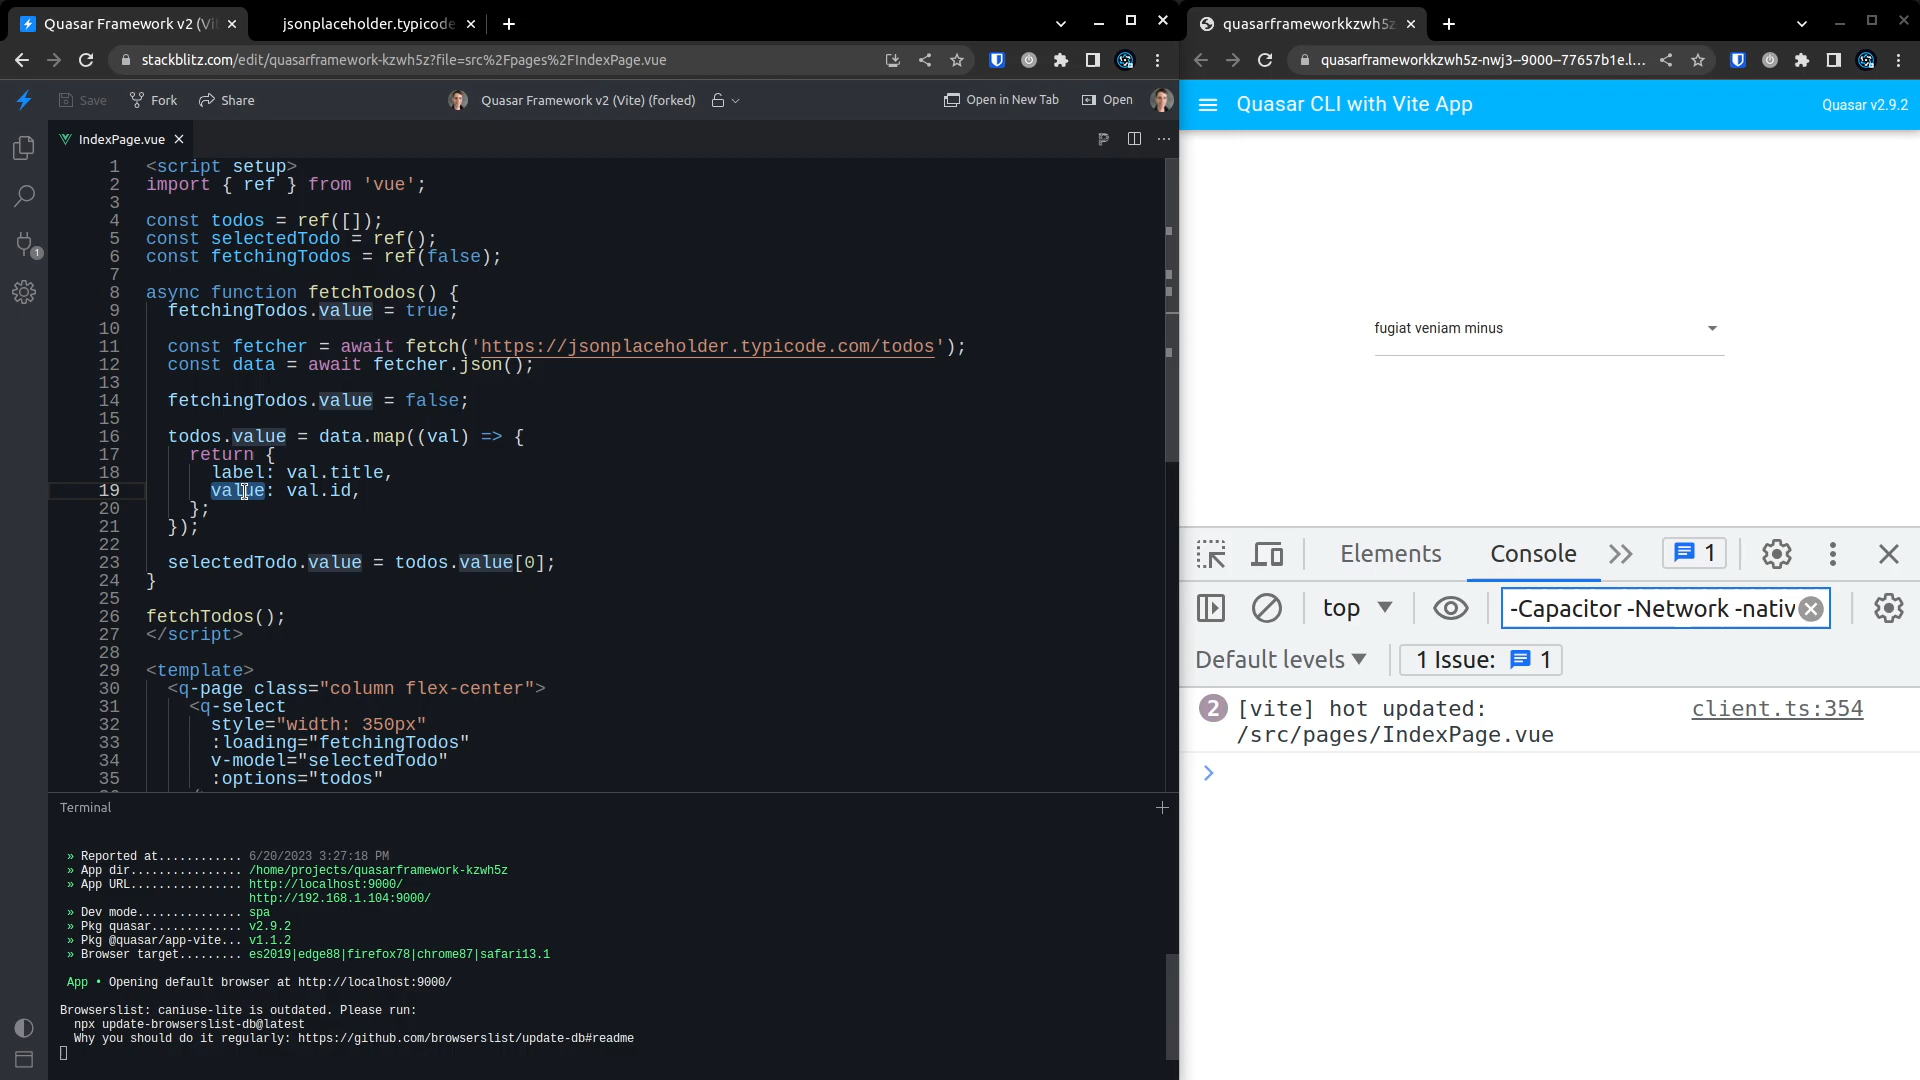 Quasar Framework v2 (Vi
jsonplaceholder.typicode
stackblitz.com/edit/quasarframework-kzwh5z?file=src%2Fpages%2FIndexPage.vue
Save
Fork
Share
Quasar Framework v2 (Vite) (forked)
Open in New Tab
Open
IndexPage.vue
1 <script setup>
2 import { ref } from 'vue';
3
4 const todos = ref([]);
5 const selectedTodo = ref();
6 const fetchingTodos = ref(false);
7
8 async function fetchTodos() {
9 fetchingTodos.value = true;
10
11 const fetcher = await fetch('https://jsonplaceholder.typicode.com/todos');
12 const data = await fetcher.json();
13
14 fetchingTodos.value = false;
15
16 todos.value = data.map((val) => {
17 return {
18 label: val.title,
19 value: val.id,
20 };
21 });
22
23 selectedTodo.value = todos.value[0];
24 }
25
26 fetchTodos();
27 </script>
28
29 <template>
30 <q-page class="column flex-center">
31 <q-select
32 style="width: 350px"
33 :loading="fetchingTodos"
34 v-model="selectedTodo"
35 :options="todos"
1
Terminal
» Reported at............ 6/20/2023 3:27:18 PM
» App dir................ /home/projects/quasarframework-kzwh5z
» App URL................ http://localhost:9000/
http://192.168.1.104:9000/
» Dev mode............... spa
» Pkg quasar............. v2.9.2
» Pkg @quasar/app-vite... v1.1.2
» Browser target......... es2019|edge88|firefox78|chrome87|safari13.1
App • Opening default browser at http://localhost:9000/
Browserslist: caniuse-lite is outdated. Please run:
npx update-browserslist-db@latest
Why you should do it regularly: https://github.com/browserslist/update-db#readme
quasarframeworkkzwh5z
quasarframeworkkzwh5z-nwj3--9000--77657b1e.l...
Quasar CLI with Vite App
Quasar v2.9.2
fugiat veniam minus
Elements
Console
1
top
-Capacitor -Network -nativ
Default levels
1 Issue: 1
2 [vite] hot updated: client.ts:354
/src/pages/IndexPage.vue